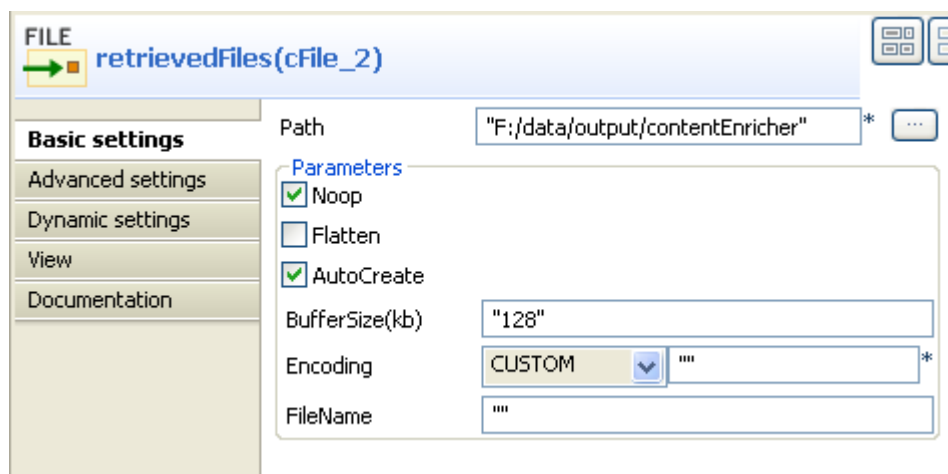 FILE
retrievedFiles(cFile_2)
Basic settings
Advanced settings
Dynamic settings
View
Documentation
Path "F:/data/output/contentEnricher" * ...
Parameters
Noop
Flatten
AutoCreate
BufferSize(kb) "128"
Encoding CUSTOM "" *
FileName ""